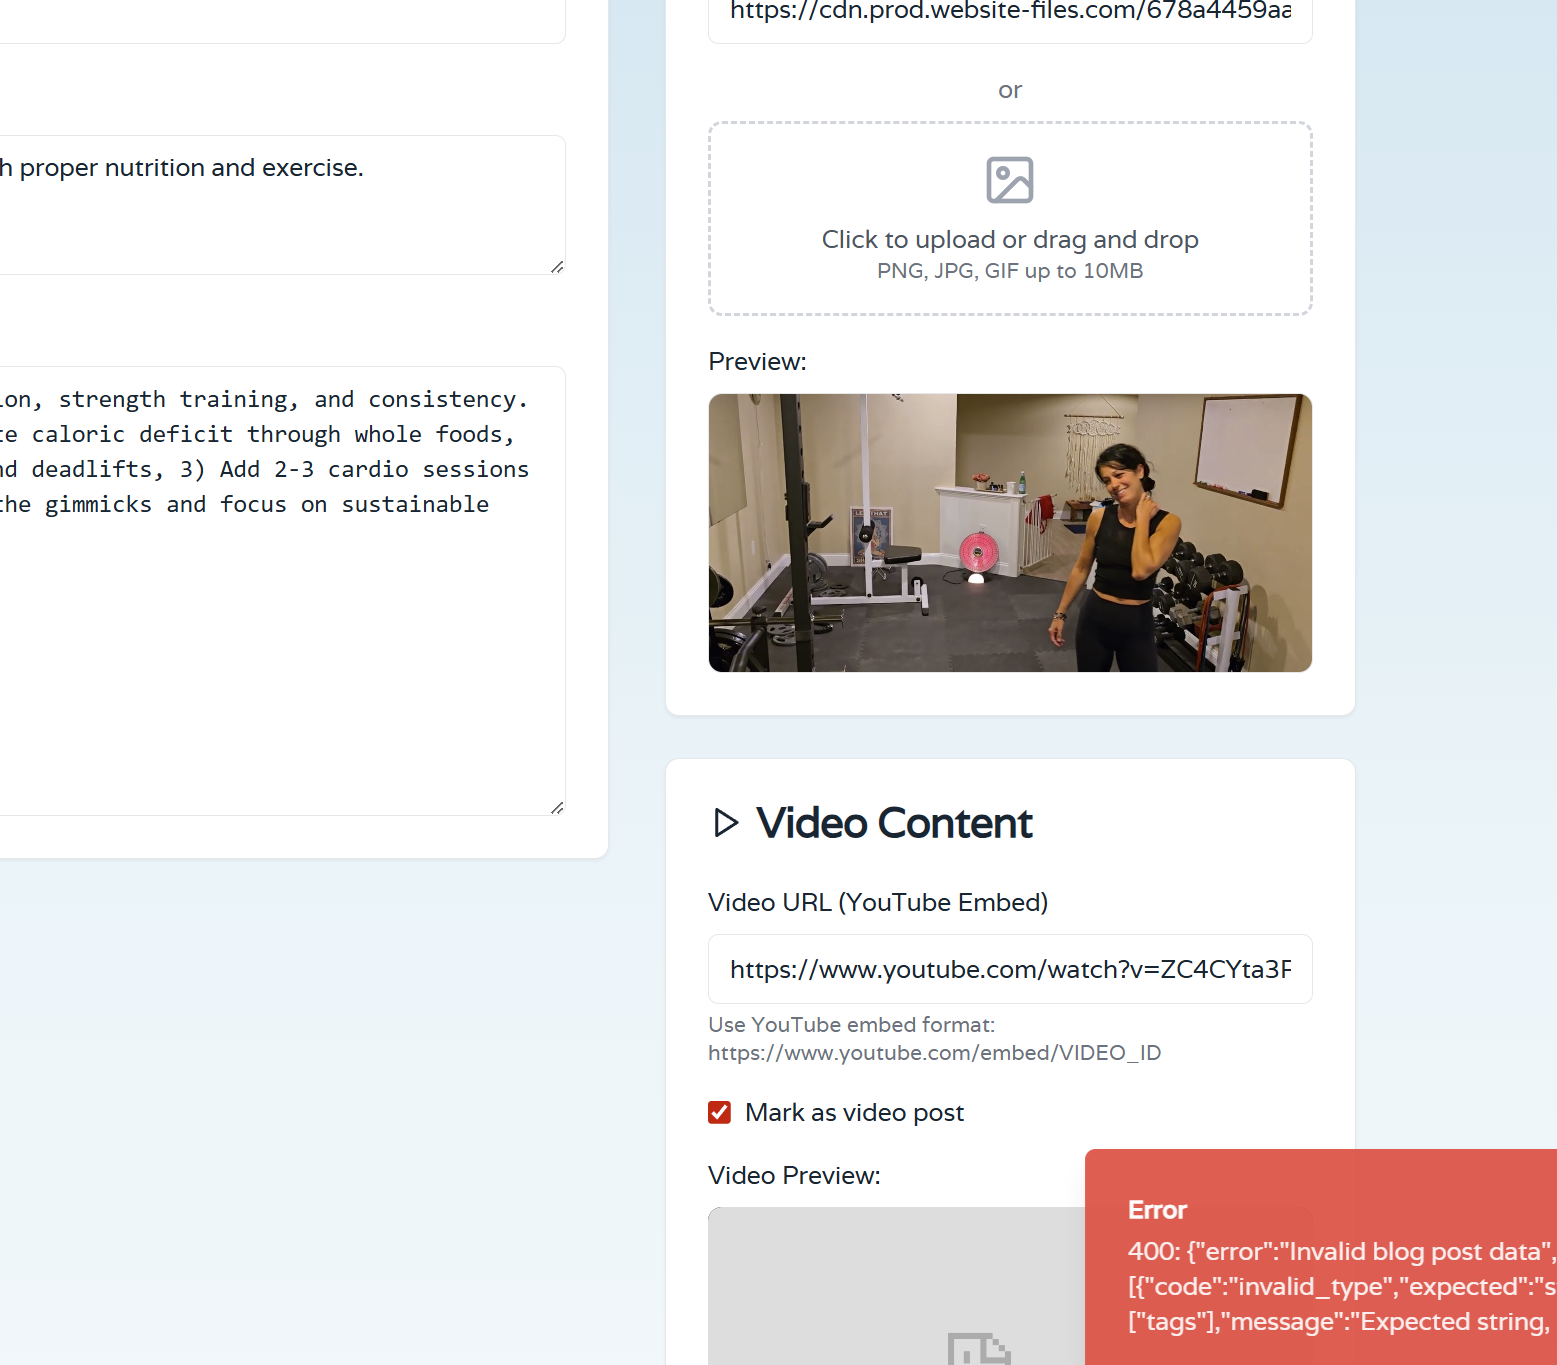 h proper nutrition and exercise.
ion, strength training, and consistency.
te caloric deficit through whole foods,
nd deadlifts, 3) Add 2-3 cardio sessions
the gimmicks and focus on sustainable
https://cdn.prod.website-files.com/678a4459aa
or
Click to upload or drag and drop
PNG, JPG, GIF up to 10MB
Preview:
Video Content
Video URL (YouTube Embed)
https://www.youtube.com/watch?v=ZC4CYta3F
Use YouTube embed format:
https://www.youtube.com/embed/VIDEO_ID
Mark as video post
Video Preview:
Error
400: {"error":"Invalid blog post data",
[{"code":"invalid_type","expected":"s
["tags"],"message":"Expected string,